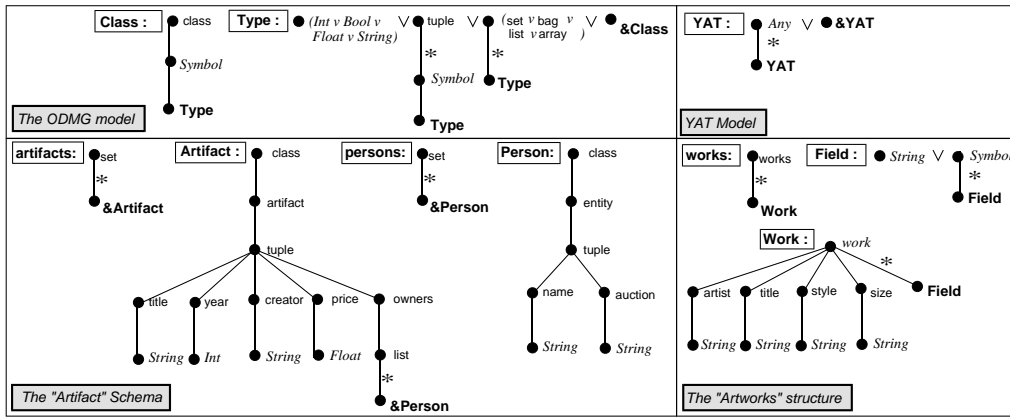 Class : class Type : (Int v Bool v Float v String) ∨ tuple ∨ (set v bag v list v array) ∨ &Class
* *
Symbol Symbol Type
Type Type
The ODMG model
YAT : Any ∨ &YAT
*
YAT
YAT Model
artifacts: set Artifact : class persons: set Person: class
* *
&Artifact artifact &Person entity
tuple tuple
title year creator price owners name auction
String Int String Float list String String
*
&Person
The "Artifact" Schema
works: works Field : String ∨ Symbol
* *
Work Field
Work : work
*
artist title style size Field
String String String String
The "Artworks" structure